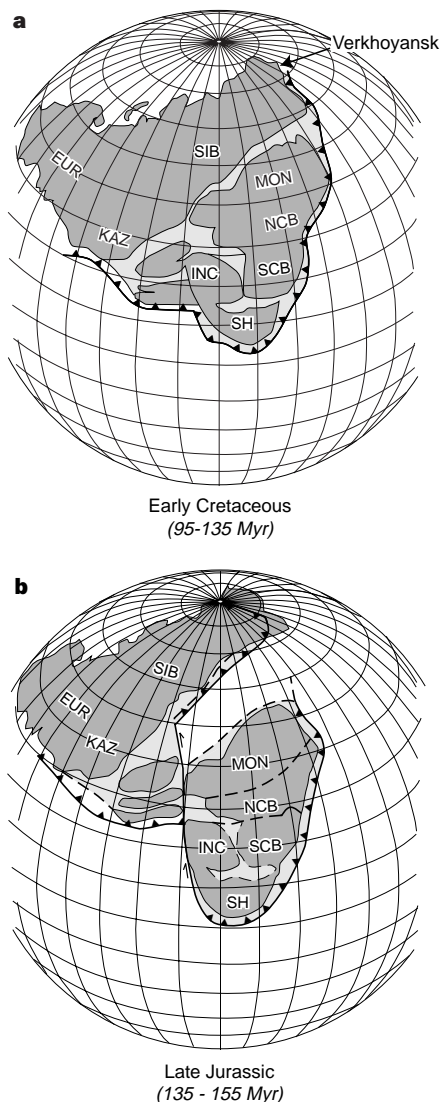 a
Verkhoyansk
SIB
EUR
MON
NCB
KAZ
INC
SCB
SH
Early Cretaceous
(95-135 Myr)
b
SIB
EUR
KAZ
MON
NCB
INC
SCB
SH
Late Jurassic
(135 - 155 Myr)